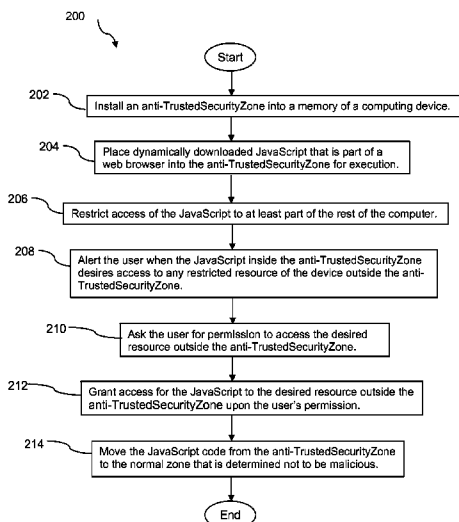 200
Start
202
Install an anti-TrustedSecurityZone into a memory of a computing device.
204
Place dynamically downloaded JavaScript that is part of a
web browser into the anti-TrustedSecurityZone for execution.
206
Restrict access of the JavaScript to at least part of the rest of the computer.
208
Alert the user when the JavaScript inside the anti-TrustedSecurityZone
desires access to any restricted resource of the device outside the anti-
TrustedSecurityZone.
210
Ask the user for permission to access the desired
resource outside the anti-TrustedSecurityZone.
212
Grant access for the JavaScript to the desired resource outside the
anti-TrustedSecurityZone upon the user's permission.
214
Move the JavaScript code from the anti-TrustedSecurityZone
to the normal zone that is determined not to be malicious.
End